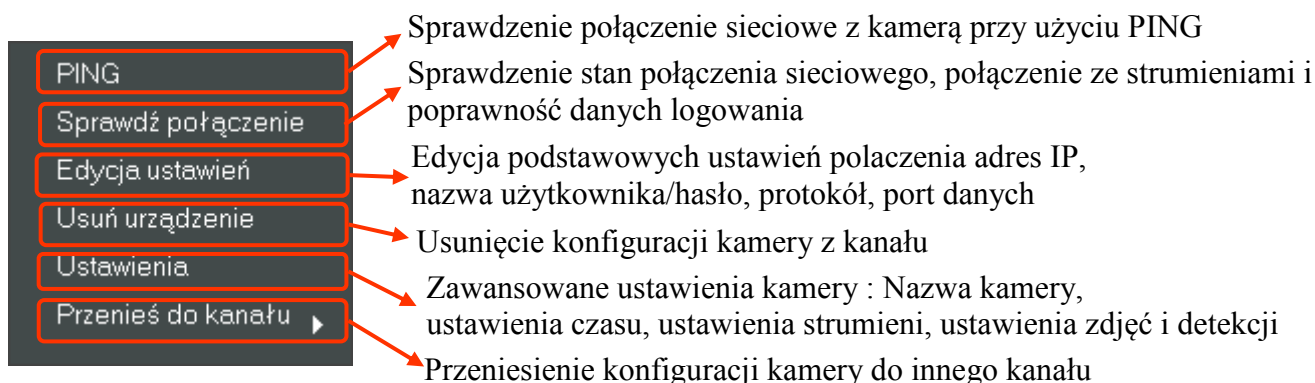 PING
Sprawdź połączenie
Edycja ustawień
Usuń urządzenie
Ustawienia
Przenieś do kanału
Sprawdzenie połączenie sieciowe z kamerą przy użyciu PING
Sprawdzenie stan połączenia sieciowego, połączenie ze strumieniami i
poprawność danych logowania
Edycja podstawowych ustawień polaczenia adres IP,
nazwa użytkownika/hasło, protokół, port danych
Usunięcie konfiguracji kamery z kanału
Zawansowane ustawienia kamery : Nazwa kamery,
ustawienia czasu, ustawienia strumieni, ustawienia zdjęć i detekcji
Przeniesienie konfiguracji kamery do innego kanału